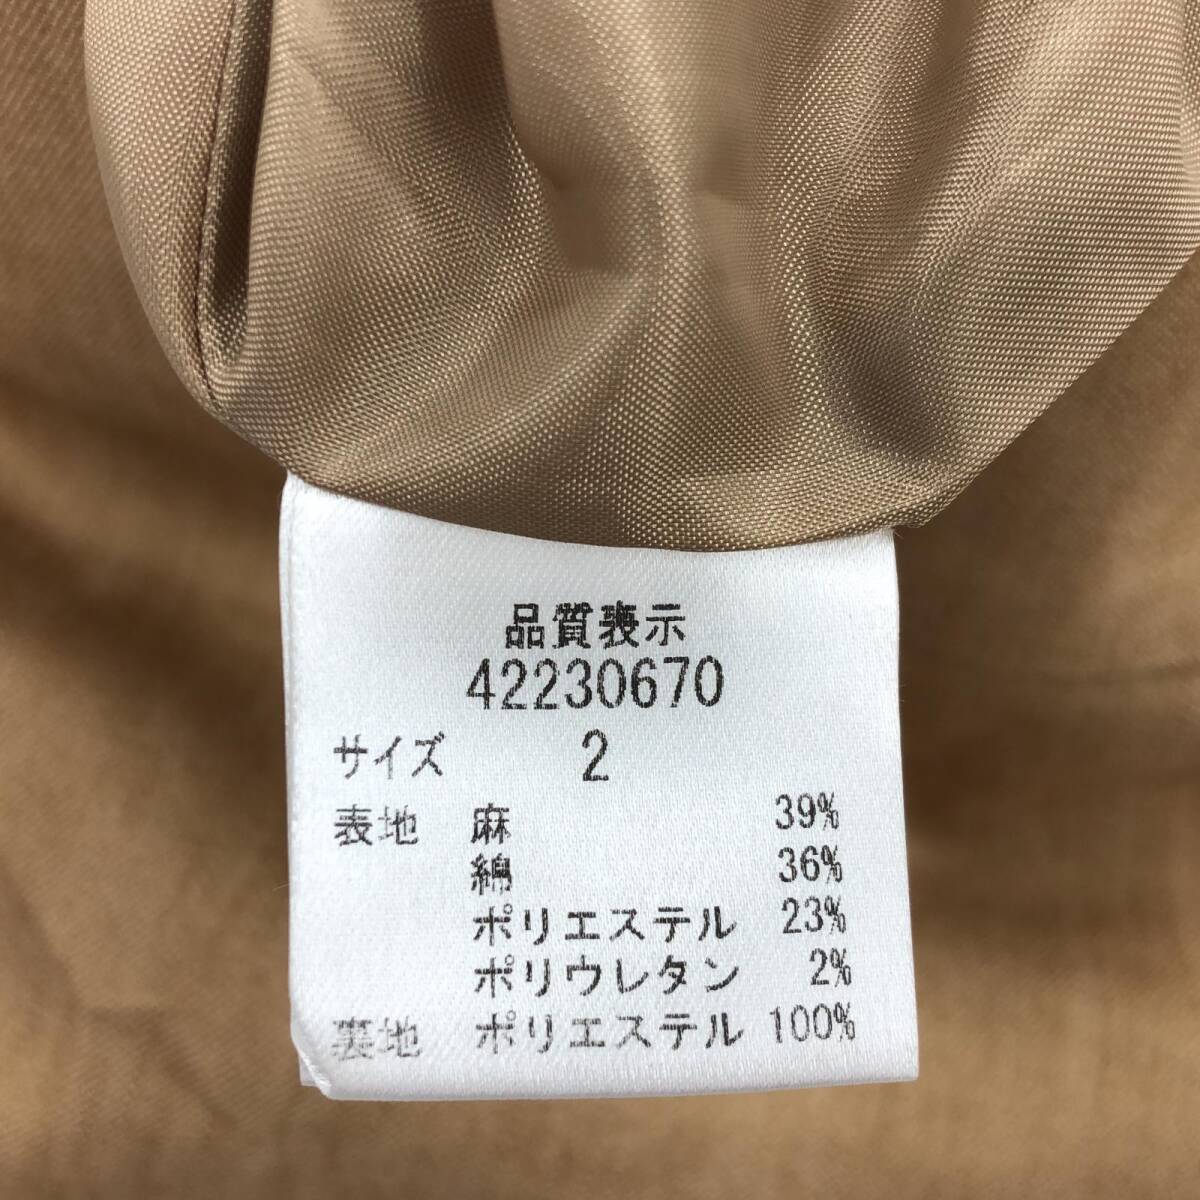 品質表示
42230670
サイズ 2
表地 麻 39%
綿 36%
ポリエステル 23%
ポリウレタン 2%
裏地 ポリエステル 100%